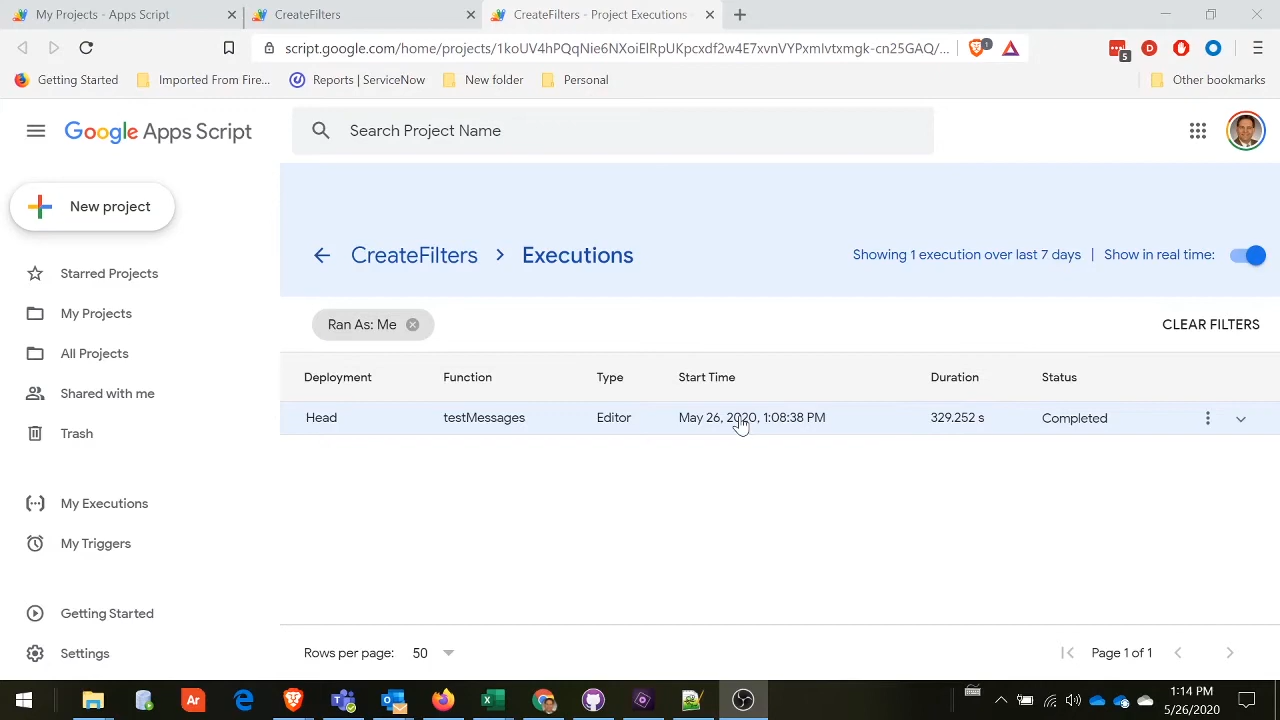 My Projects - Apps Script
CreateFilters
CreateFilters - Project Executions
script.google.com/home/projects/1koUV4hPQqNie6NXoiElRpUKpcxdf2w4E7xvnVYPxmlvtxmgk-cn25GAQ/...
1
5
Getting Started
Imported From Fire...
Reports | ServiceNow
New folder
Personal
Other bookmarks
Google Apps Script
Search Project Name
New project
CreateFilters > Executions
Showing 1 execution over last 7 days | Show in real time:
Starred Projects
My Projects
All Projects
Shared with me
Trash
My Executions
My Triggers
Getting Started
Settings
Ran As: Me
CLEAR FILTERS
Deployment Function Type Start Time Duration Status
Head testMessages Editor May 26, 2020, 1:08:38 PM 329.252 s Completed
Rows per page: 50
Page 1 of 1
Ar
1:14 PM
5/26/2020